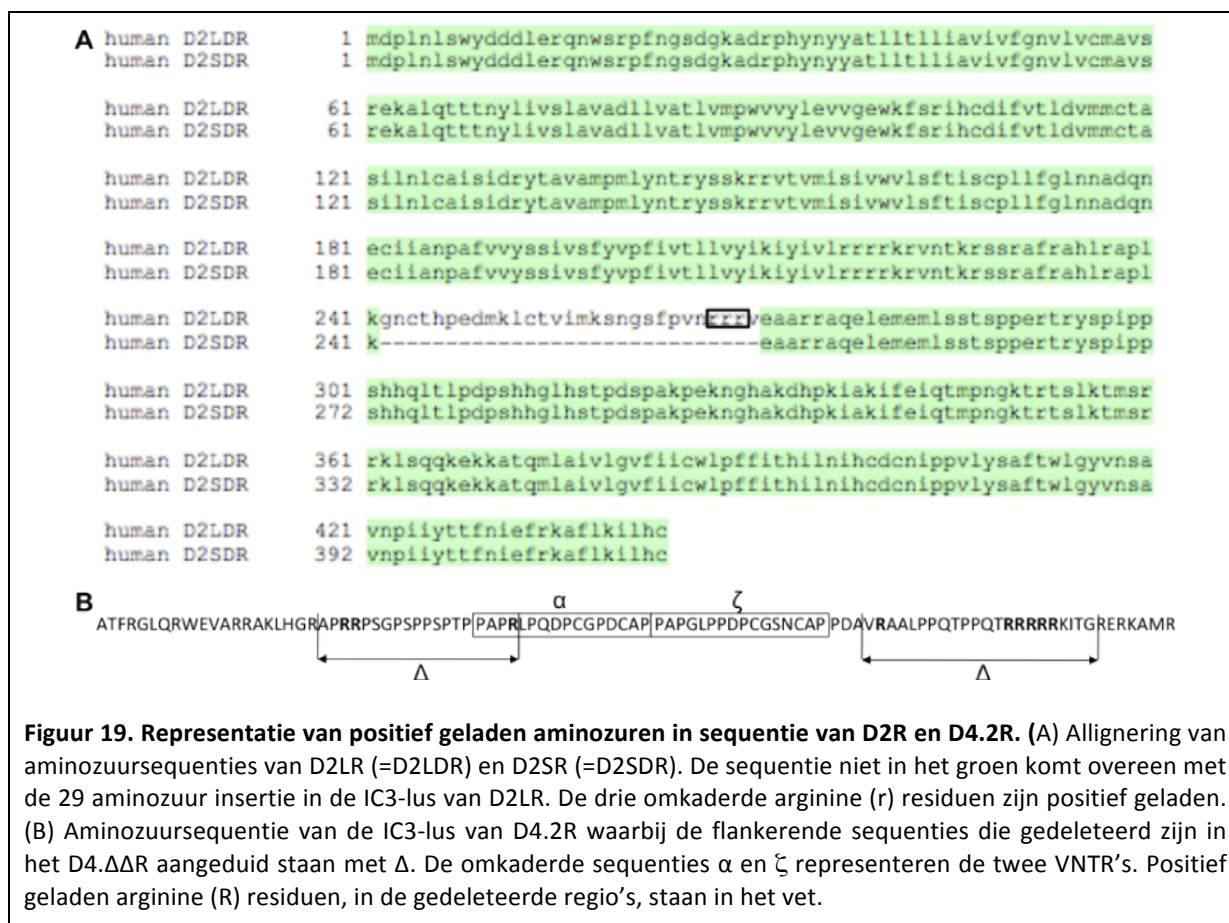 A human D2LDR 1 mdplnlswydddlerqnwsrpfngsdgkadrphynyyatlltlliavivfgnvlvcmavs
human D2SDR 1 mdplnlswydddlerqnwsrpfngsdgkadrphynyyatlltlliavivfgnvlvcmavs
human D2LDR 61 rekalqtttnylivslavadllvatlvmpwvvylevvgewkfsrihcdifvtldvmmcta
human D2SDR 61 rekalqtttnylivslavadllvatlvmpwvvylevvgewkfsrihcdifvtldvmmcta
human D2LDR 121 silnlcaisidrytavampmlyntrysskrrvtvmisivwvlsftiscpllfglnnadqn
human D2SDR 121 silnlcaisidrytavampmlyntrysskrrvtvmisivwvlsftiscpllfglnnadqn
human D2LDR 181 eciianpafvvyssivsfyvpfivtllvyikiyivlrrrrkrvntkrssrafrahlrapl
human D2SDR 181 eciianpafvvyssivsfyvpfivtllvyikiyivlrrrrkrvntkrssrafrahlrapl
human D2LDR 241 kgncthpedmklctvimksngsfpvnrrrveaarraqelememlsstsppertryspipp
human D2SDR 241 k-----------------------------eaarraqelememlsstsppertryspipp
human D2LDR 301 shhqltlpdpshhglhstpdspakpeknghakdhpkiakifeiqtmpngktrtslktmsr
human D2SDR 272 shhqltlpdpshhglhstpdspakpeknghakdhpkiakifeiqtmpngktrtslktmsr
human D2LDR 361 rklsqqkekkatqmlaivlgvfiicwlpffithilnihcdcnippvlysaftwlgyvnsa
human D2SDR 332 rklsqqkekkatqmlaivlgvfiicwlpffithilnihcdcnippvlysaftwlgyvnsa
human D2LDR 421 vnpiiyttfniefrkaflkilhc
human D2SDR 392 vnpiiyttfniefrkaflkilhc
B α ζ
ATFRGLQRWEVARRAKLHGRAPRRPSGPSPPSPTPPAPRLPQDPCGPDCAPPAPGLPPDPCGSNCAPPDAVRAALPPQTPPQTRRRRRKITGRERKAMR
Δ Δ
Figuur 19. Representatie van positief geladen aminozuren in sequentie van D2R en D4.2R. (A) Allignering van
aminozuursequenties van D2LR (=D2LDR) en D2SR (=D2SDR). De sequentie niet in het groen komt overeen met
de 29 aminozuur insertie in de IC3-lus van D2LR. De drie omkaderde arginine (r) residuen zijn positief geladen.
(B) Aminozuursequentie van de IC3-lus van D4.2R waarbij de flankerende sequenties die gedeleteerd zijn in
het D4.ΔΔR aangeduid staan met Δ. De omkaderde sequenties α en ζ representeren de twee VNTR's. Positief
geladen arginine (R) residuen, in de gedeleteerde regio's, staan in het vet.